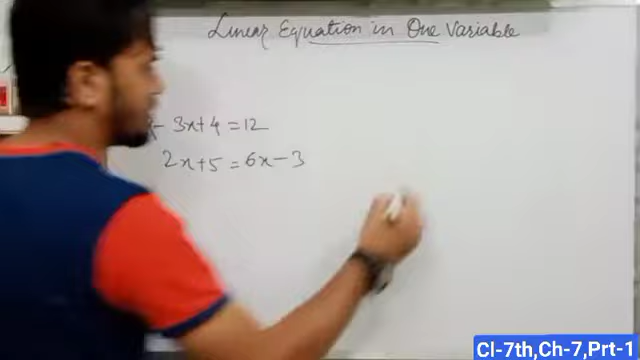 Linear Equation in One Variable
- 3x+4 = 12
2x+5 = 6x-3
Cl-7th,Ch-7,Prt-1